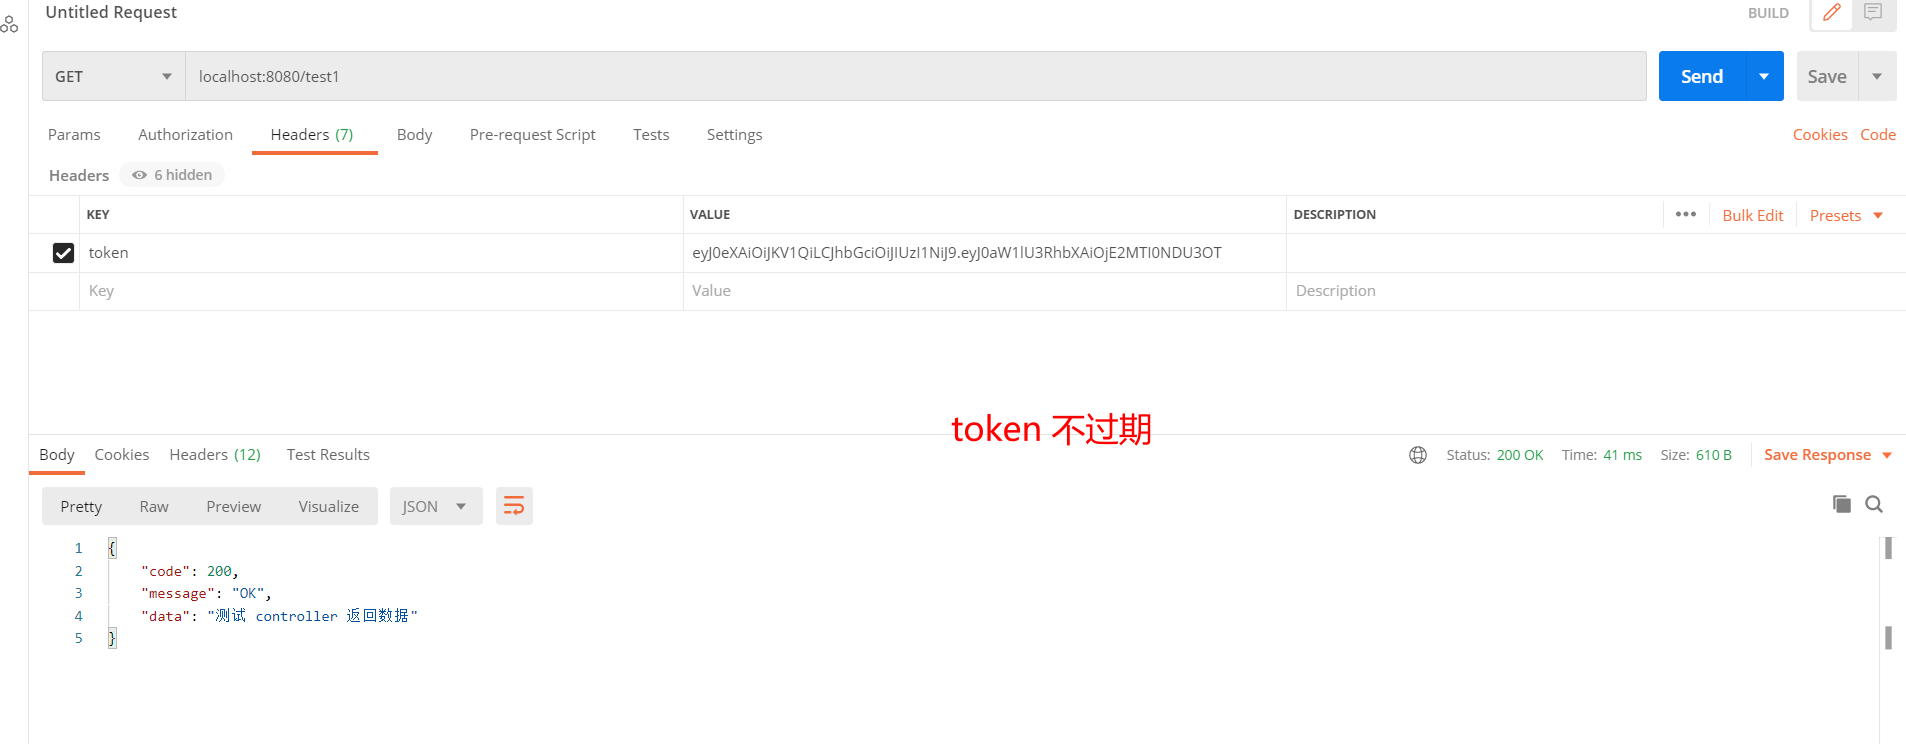 Untitled Request
BUILD
GET
localhost:8080/test1
Send
Save
Params Authorization Headers (7) Body Pre-request Script Tests Settings
Cookies Code
Headers 6 hidden
KEY VALUE DESCRIPTION
Bulk Edit Presets
token eyJ0eXAiOiJKV1QiLCJhbGciOiJIUzI1NiJ9.eyJ0aW1lU3RhbXAiOjE2MTI0NDU3OT
Key Value Description
token 不过期
Body Cookies Headers (12) Test Results
Status: 200 OK Time: 41 ms Size: 610 B Save Response
Pretty Raw Preview Visualize JSON
1 {
2 "code": 200,
3 "message": "OK",
4 "data": "测试 controller 返回数据"
5 }